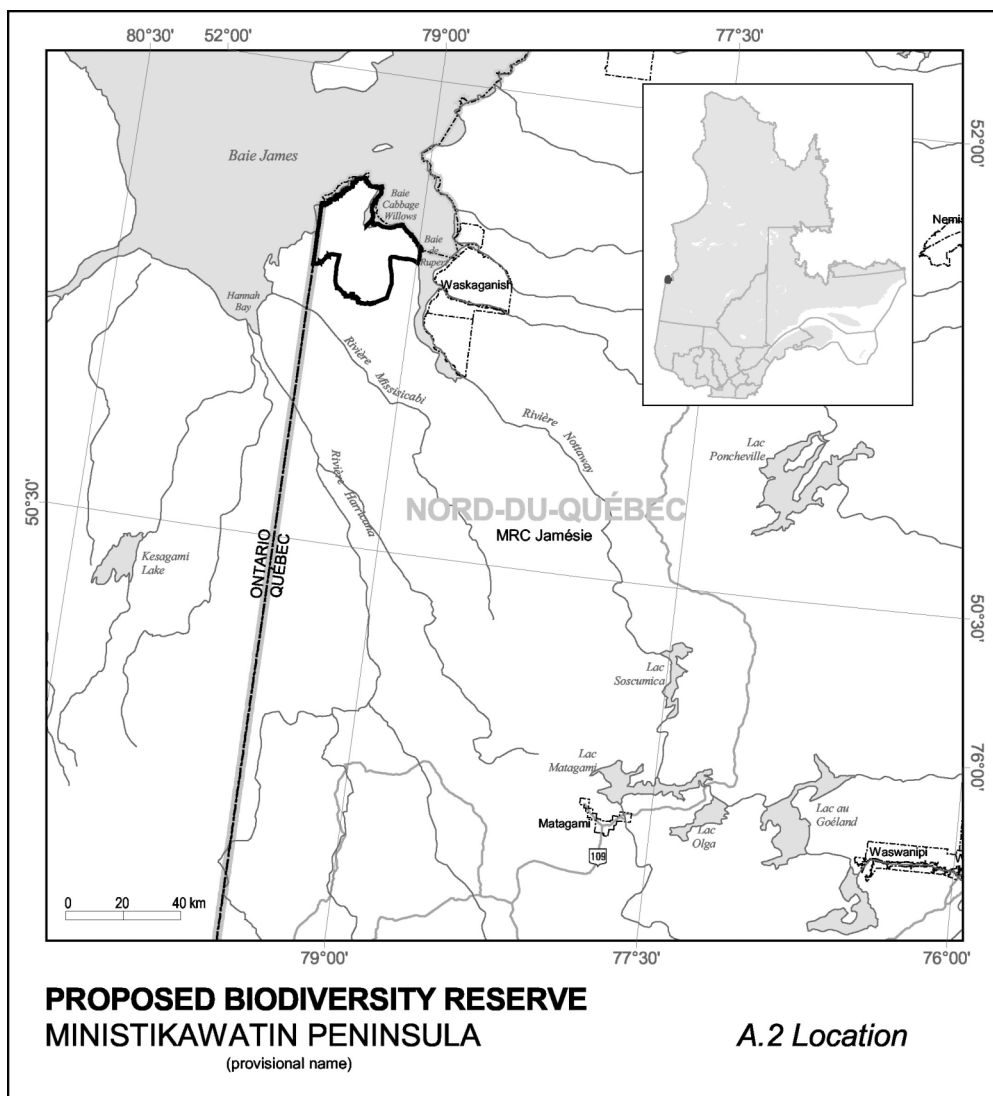 80°30' 52°00' 79°00' 77°30'
52°00'
Baie James
Baie
Cabbage
Willows
Baie
de
Rupert
Nemis
Waskaganish
Hannah
Bay
Rivière Missisicabi
Rivière Nottaway
Rivière Harricana
Lac
Poncheville
50°30'
NORD-DU-QUÉBEC
MRC Jamésie
Kesagami
Lake
ONTARIO
QUÉBEC
50°30'
Lac
Soscumica
Lac
Matagami
76°00'
Matagami
Lac
Olga
Lac au
Goéland
109
Waswanipi
W
0 20 40 km
79°00' 77°30' 76°00'
PROPOSED BIODIVERSITY RESERVE
MINISTIKAWATIN PENINSULA
(provisional name)
A.2 Location